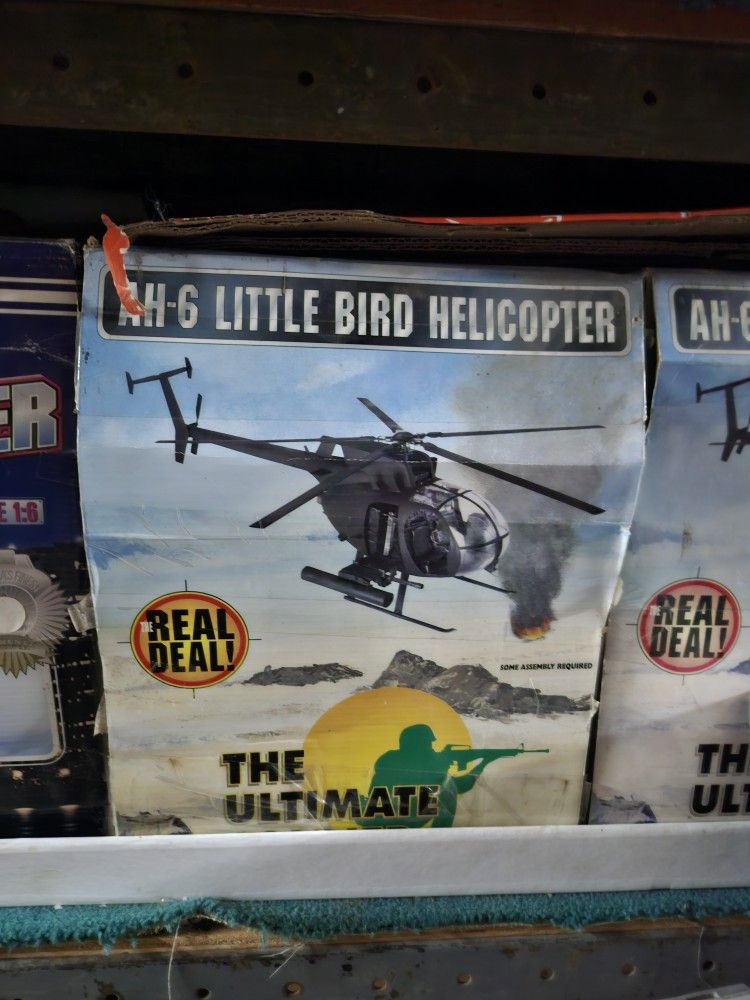 AH-6 LITTLE BIRD HELICOPTER
ER
E 1:6
THE
REAL
DEAL!
SOME ASSEMBLY REQUIRED
THE
ULTIMATE
AH-6
THE
REAL
DEAL!
TH
ULT